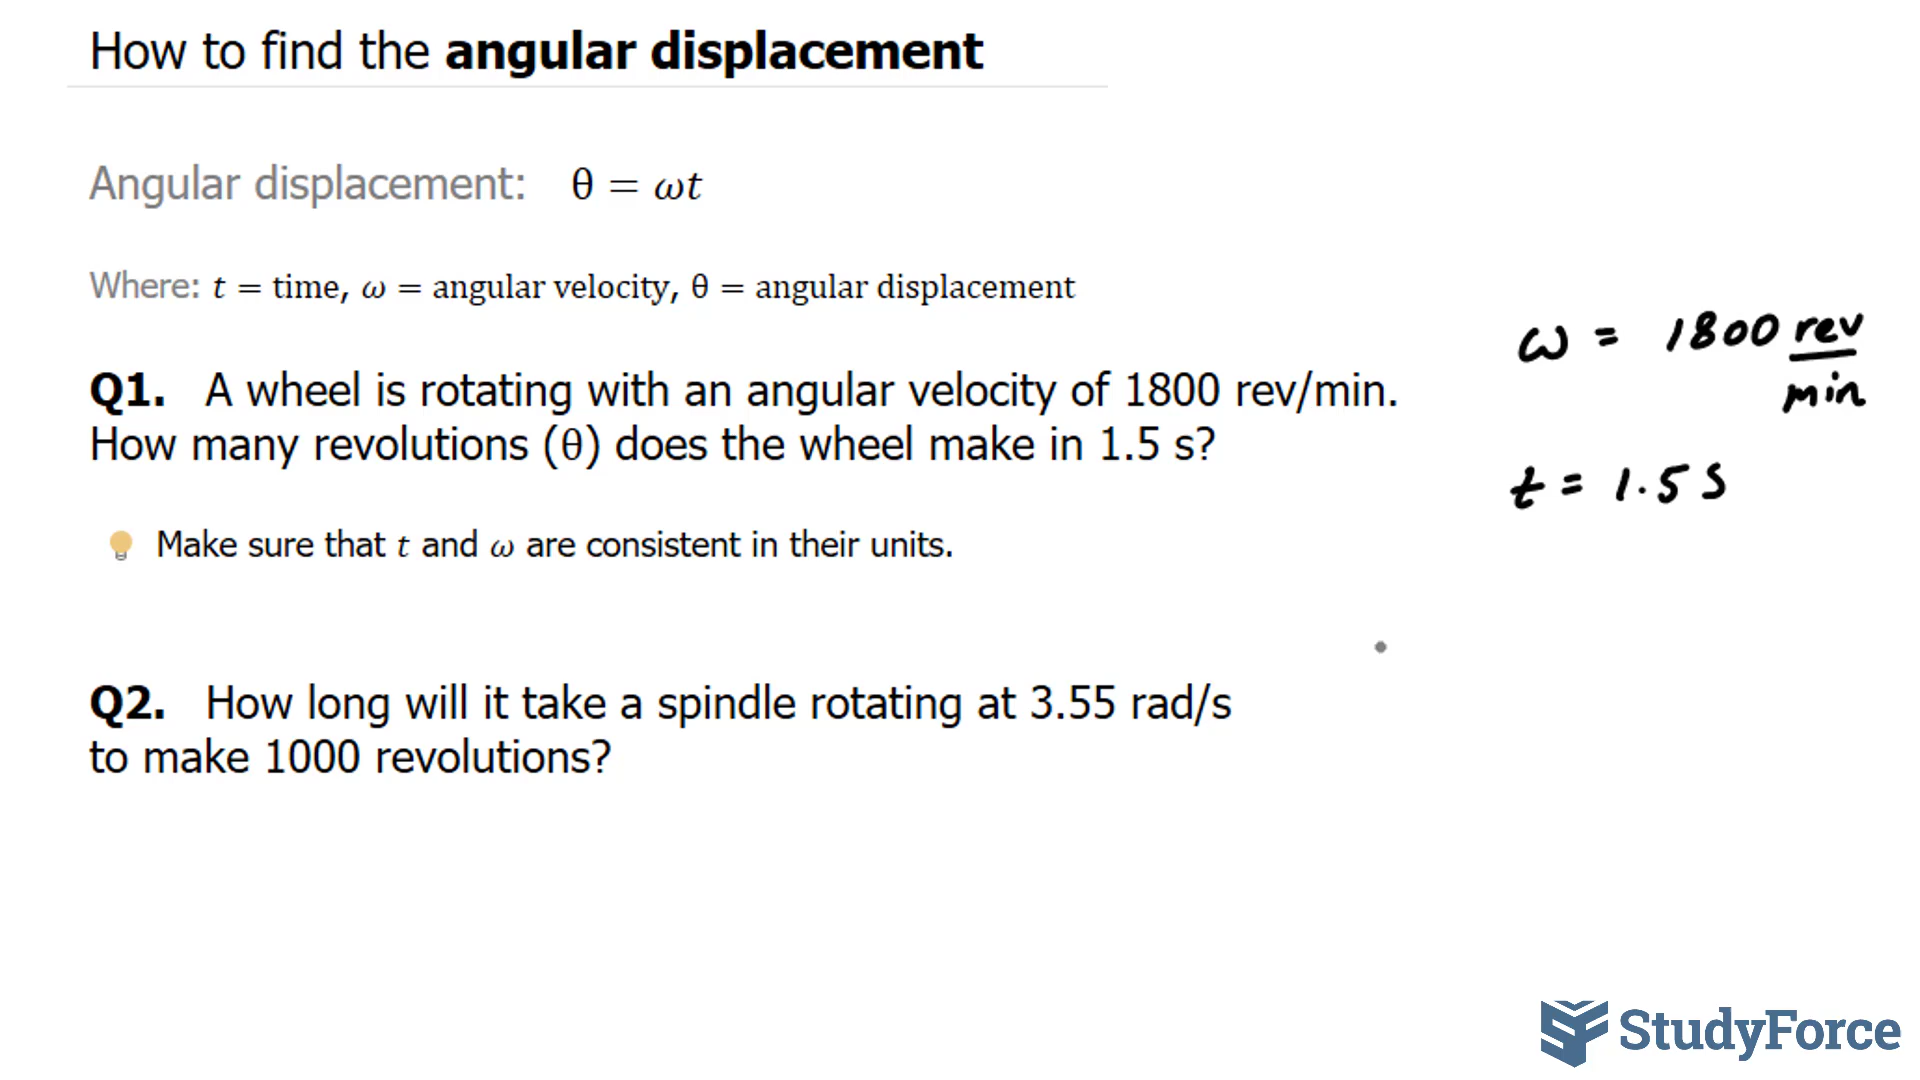 How to find the angular displacement
Angular displacement: θ = ωt
Where: t = time, ω = angular velocity, θ = angular displacement
Q1. A wheel is rotating with an angular velocity of 1800 rev/min.
How many revolutions (θ) does the wheel make in 1.5 s?
Make sure that t and ω are consistent in their units.
ω = 1800 rev
min
t = 1.5 s
Q2. How long will it take a spindle rotating at 3.55 rad/s
to make 1000 revolutions?
StudyForce